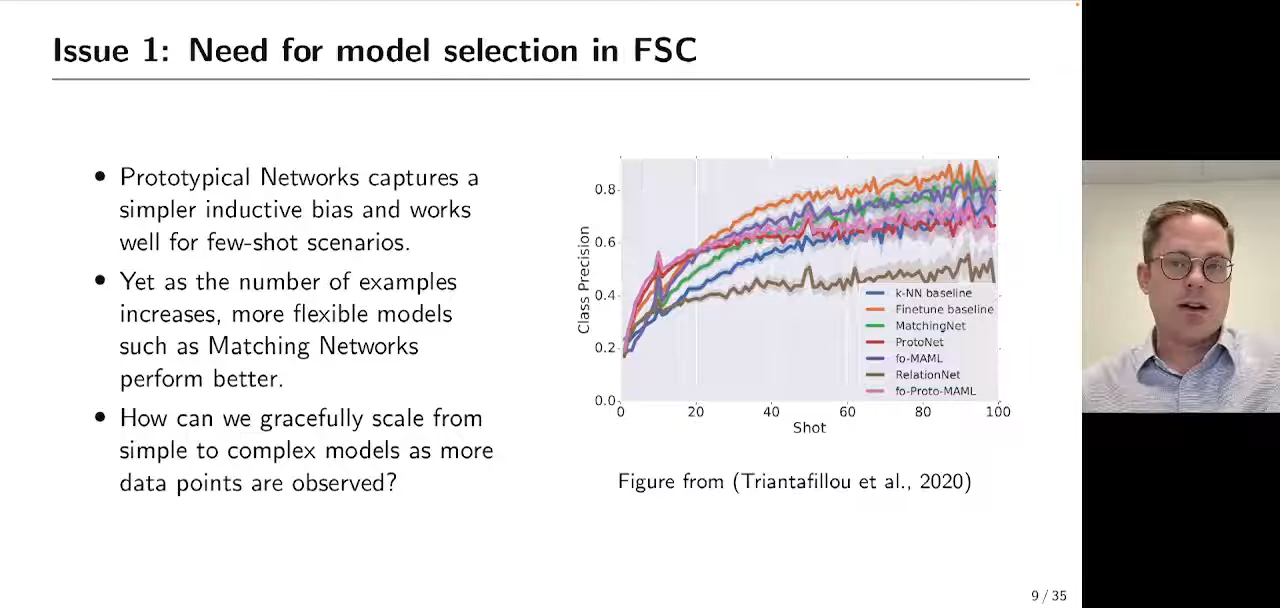 Issue 1: Need for model selection in FSC
• Prototypical Networks captures a
simpler inductive bias and works
well for few-shot scenarios.
• Yet as the number of examples
increases, more flexible models
such as Matching Networks
perform better.
• How can we gracefully scale from
simple to complex models as more
data points are observed?
Class Precision
0.8
0.6
0.4
0.2
0.0
k-NN baseline
Finetune baseline
MatchingNet
ProtoNet
fo-MAML
RelationNet
fo-Proto-MAML
0 20 40 60 80 100
Shot
Figure from (Triantafillou et al., 2020)
9 / 35